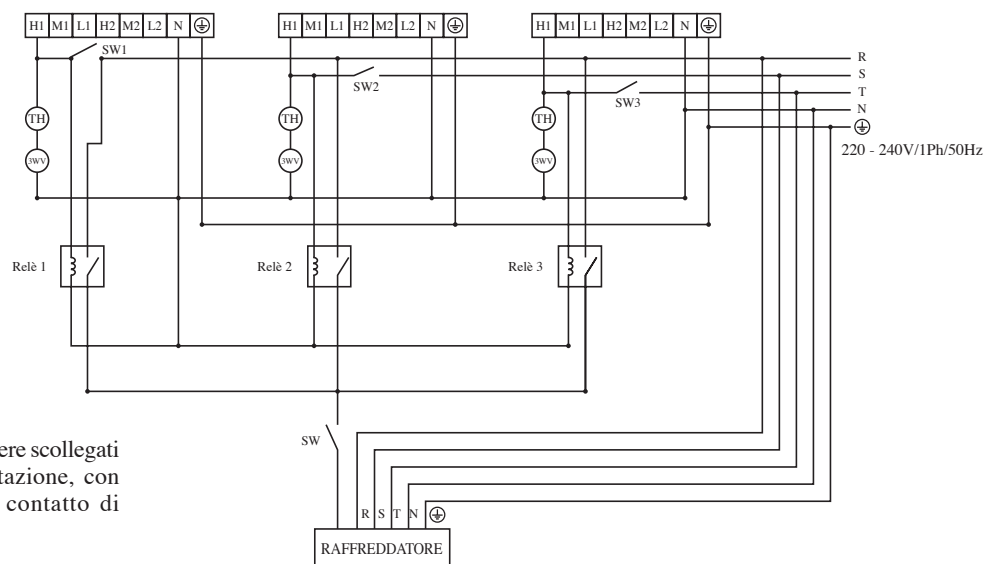 H1 M1 L1 H2 M2 L2 N
H1 M1 L1 H2 M2 L2 N
H1 M1 L1 H2 M2 L2 N
SW1
SW2
SW3
R
S
T
N
220 - 240V/1Ph/50Hz
TH
TH
TH
3WV
3WV
3WV
Relè 1
Relè 2
Relè 3
ere scollegati
tazione, con
contatto di
SW
R S T N
RAFFREDDATORE